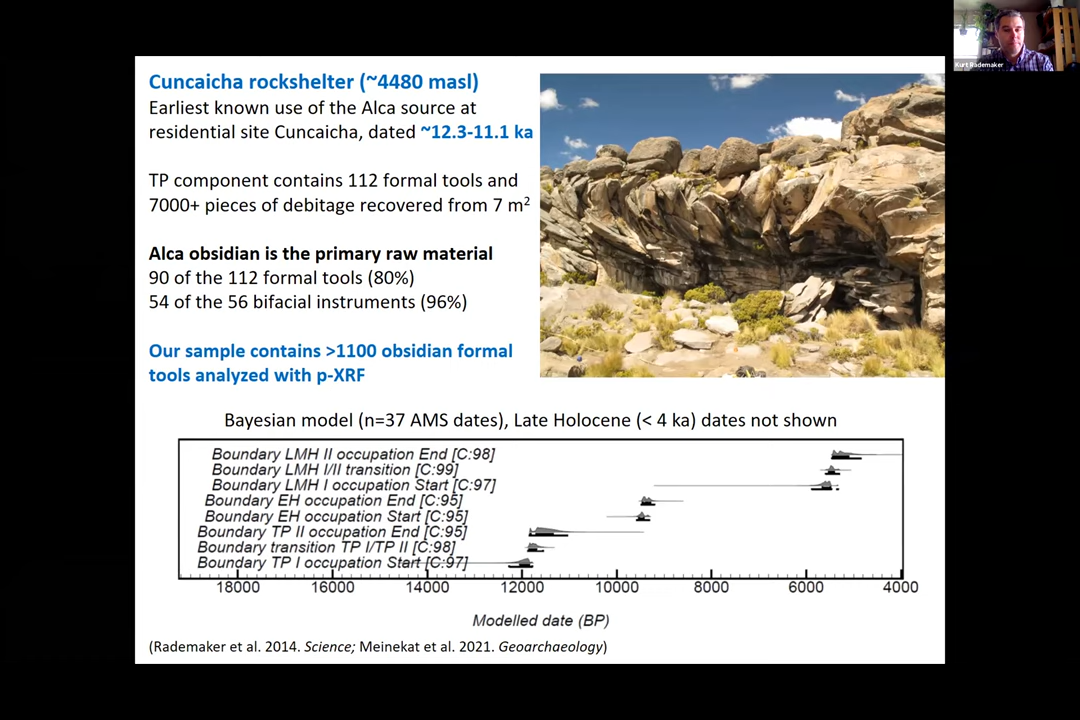 Kurt Rademaker
Cuncaicha rockshelter (~4480 masl)
Earliest known use of the Alca source at
residential site Cuncaicha, dated ~12.3-11.1 ka
TP component contains 112 formal tools and
7000+ pieces of debitage recovered from 7 m²
Alca obsidian is the primary raw material
90 of the 112 formal tools (80%)
54 of the 56 bifacial instruments (96%)
Our sample contains >1100 obsidian formal
tools analyzed with p-XRF
Bayesian model (n=37 AMS dates), Late Holocene (< 4 ka) dates not shown
Boundary LMH II occupation End [C:98]
Boundary LMH I/II transition [C:99]
Boundary LMH I occupation Start [C:97]
Boundary EH occupation End [C:95]
Boundary EH occupation Start [C:95]
Boundary TP II occupation End [C:95]
Boundary transition TP I/TP II [C:98]
Boundary TP I occupation Start [C:97]
18000 16000 14000 12000 10000 8000 6000 4000
Modelled date (BP)
(Rademaker et al. 2014. Science; Meinekat et al. 2021. Geoarchaeology)